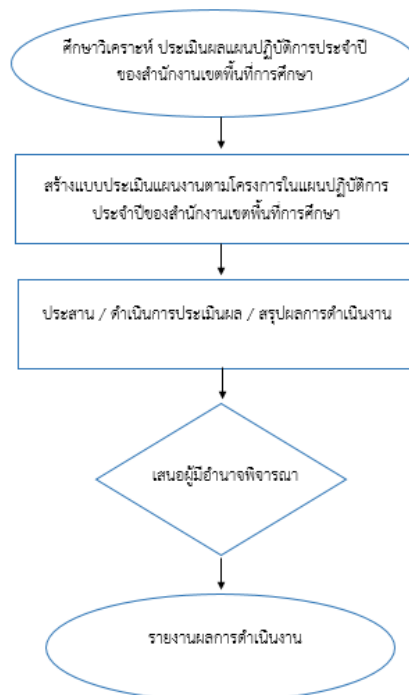 ศึกษาวิเคราะห์ ประเมินผลแผนปฏิบัติการประจำปี
ของสำนักงานเขตพื้นที่การศึกษา
สร้างแบบประเมินแผนงานตามโครงการในแผนปฏิบัติการ
ประจำปีของสำนักงานเขตพื้นที่การศึกษา
ประสาน / ดำเนินการประเมินผล / สรุปผลการดำเนินงาน
เสนอผู้มีอำนาจพิจารณา
รายงานผลการดำเนินงาน